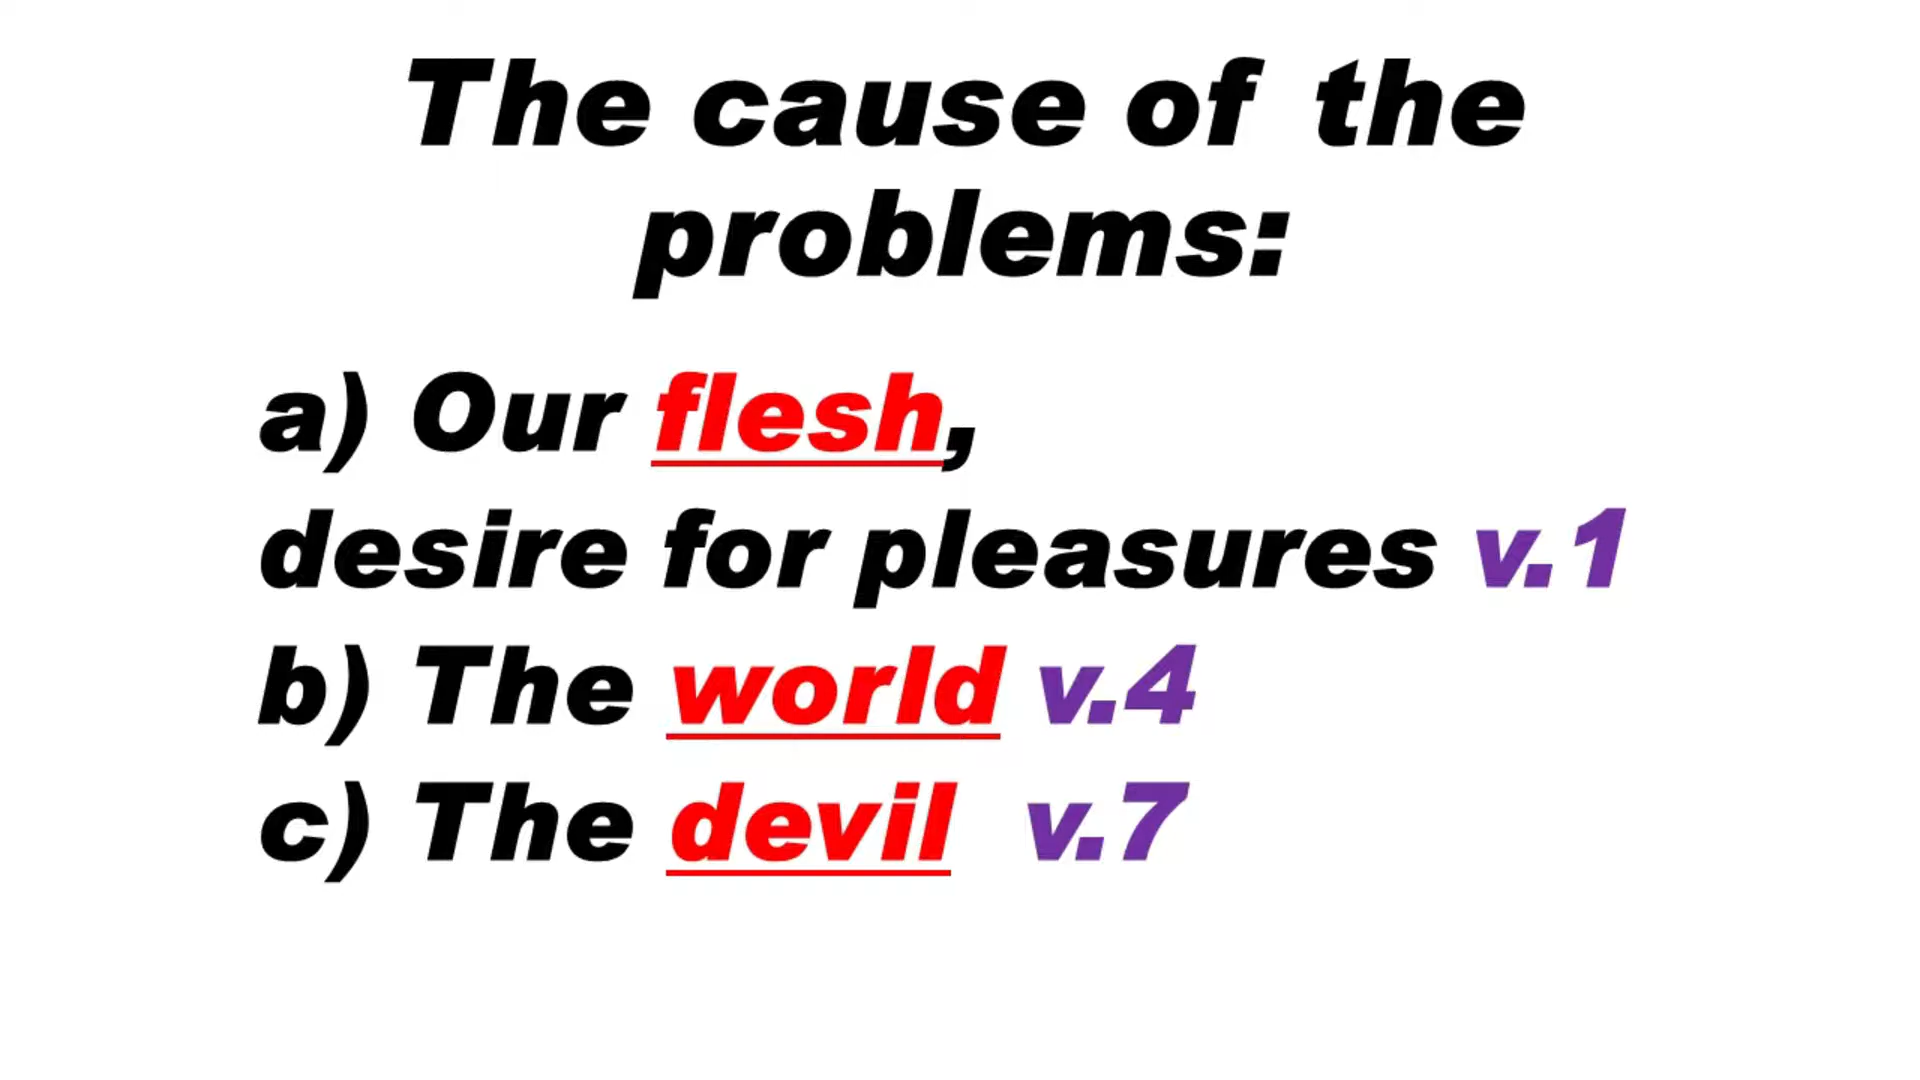 The cause of the
problems:
a) Our flesh,
desire for pleasures v.1
b) The world v.4
c) The devil v.7